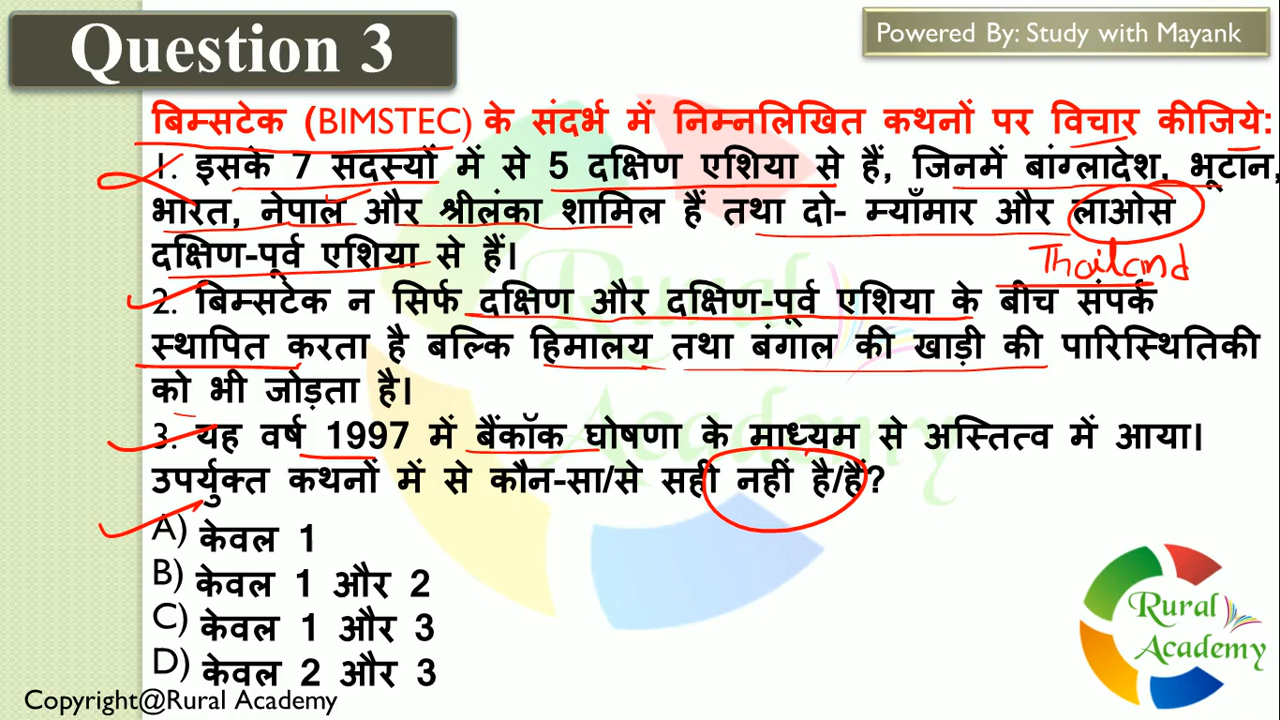 Question 3
Powered By: Study with Mayank
बिम्सटेक (BIMSTEC) के संदर्भ में निम्नलिखित कथनों पर विचार कीजिये:
1. इसके 7 सदस्यों में से 5 दक्षिण एशिया से हैं, जिनमें बांग्लादेश, भूटान,
भारत, नेपाल और श्रीलंका शामिल हैं तथा दो- म्याँमार और लाओस
दक्षिण-पूर्व एशिया से हैं।
Thailand
2. बिम्सटेक न सिर्फ दक्षिण और दक्षिण-पूर्व एशिया के बीच संपर्क
स्थापित करता है बल्कि हिमालय तथा बंगाल की खाड़ी की पारिस्थितिकी
को भी जोड़ता है।
3. यह वर्ष 1997 में बैंकॉक घोषणा के माध्यम से अस्तित्व में आया।
उपर्युक्त कथनों में से कौन-सा/से सही नहीं है/हैं?
A) केवल 1
B) केवल 1 और 2
C) केवल 1 और 3
D) केवल 2 और 3
Rural
Academy
Rural
Academy
Copyright@Rural Academy